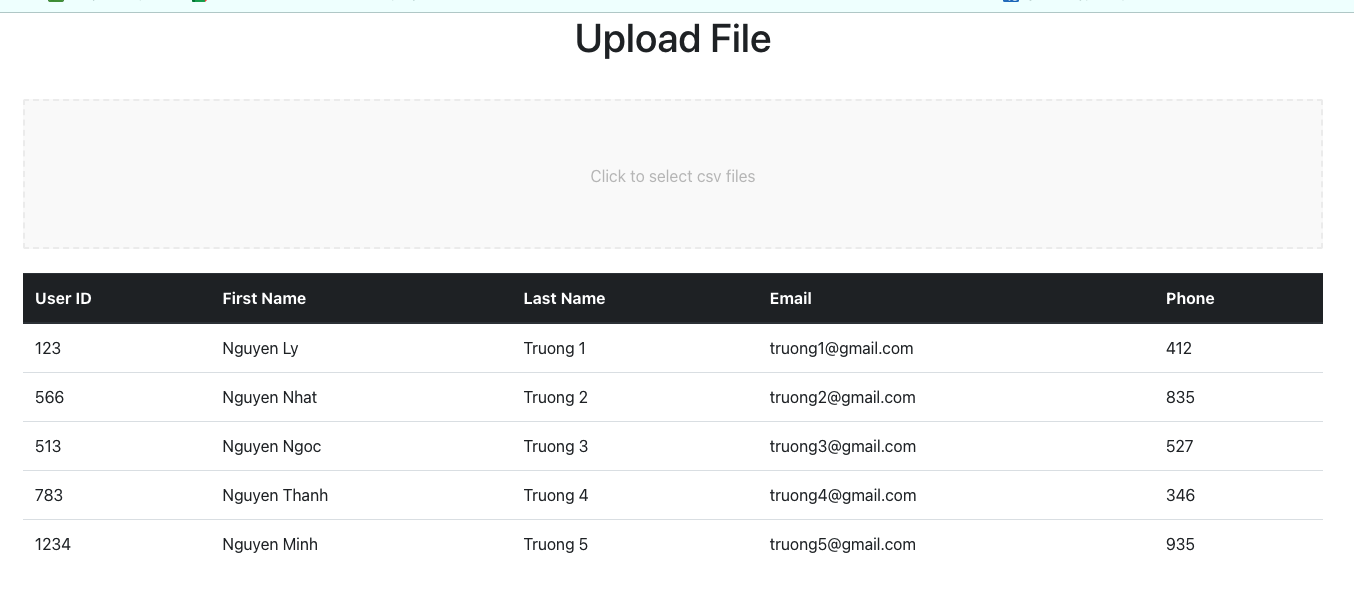 Upload File
Click to select csv files
User ID First Name Last Name Email Phone
123 Nguyen Ly Truong 1 truong1@gmail.com 412
566 Nguyen Nhat Truong 2 truong2@gmail.com 835
513 Nguyen Ngoc Truong 3 truong3@gmail.com 527
783 Nguyen Thanh Truong 4 truong4@gmail.com 346
1234 Nguyen Minh Truong 5 truong5@gmail.com 935